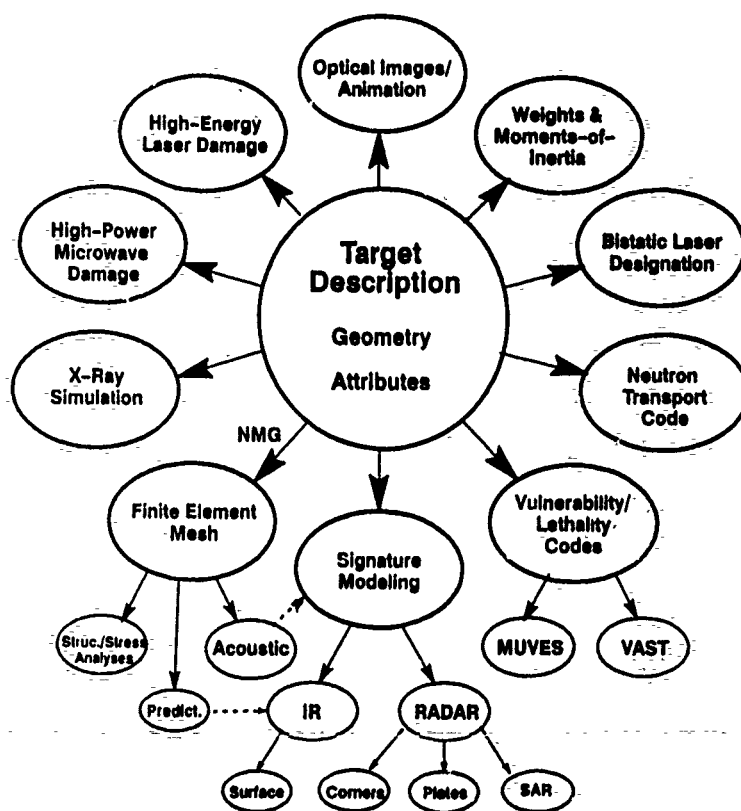 Optical Images/
Animation
High-Energy
Laser Damage
Weights &
Moments-of-
Inertia
High-Power
Microwave
Damage
Target
Description
Geometry
Attributes
Bistatic Laser
Designation
X-Ray
Simulation
Neutron
Transport
Code
NMG
Finite Element
Mesh
Signature
Modeling
Vulnerability/
Lethality
Codes
Struc./Stress
Analyses
Acoustic
MUVES
VAST
Predict.
IR
RADAR
Surface
Corners
Plates
SAR